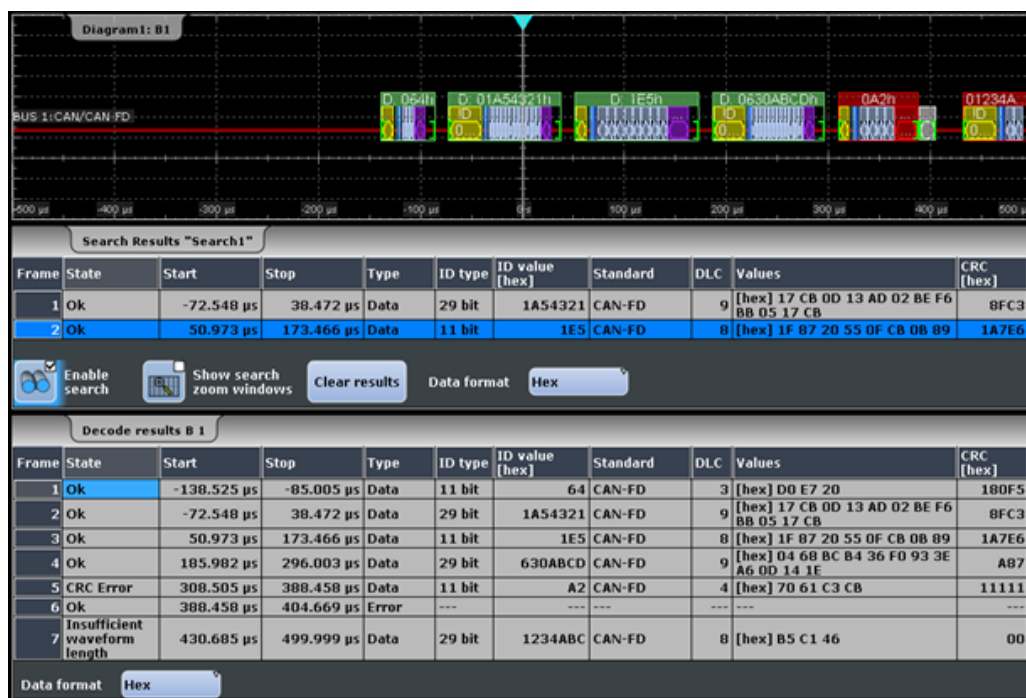 Diagram1: B1
D: 064h D: 01A54321h D: 1E5h D: 0630ABCDh 0A2h 01234A
ID ID ID
BUS 1:CAN/CAN-FD
-500 µs -400 µs -300 µs -200 µs -100 µs 0 s 100 µs 200 µs 300 µs 400 µs 500 µ
Search Results "Search1"
Frame State Start Stop Type ID type ID value [hex] Standard DLC Values CRC [hex]
1 Ok -72.548 µs 38.472 µs Data 29 bit 1A54321 CAN-FD 9 [hex] 17 CB 0D 13 AD 02 BE F6 BB 05 17 CB 8FC3
2 Ok 50.973 µs 173.466 µs Data 11 bit 1E5 CAN-FD 8 [hex] 1F 87 20 55 0F CB 0B 89 1A7E6
Enable search
Show search zoom windows
Clear results
Data format Hex
Decode results B 1
Frame State Start Stop Type ID type ID value [hex] Standard DLC Values CRC [hex]
1 Ok -138.525 µs -85.005 µs Data 11 bit 64 CAN-FD 3 [hex] D0 E7 20 180F5
2 Ok -72.548 µs 38.472 µs Data 29 bit 1A54321 CAN-FD 9 [hex] 17 CB 0D 13 AD 02 BE F6 BB 05 17 CB 8FC3
3 Ok 50.973 µs 173.466 µs Data 11 bit 1E5 CAN-FD 8 [hex] 1F 87 20 55 0F CB 0B 89 1A7E6
4 Ok 185.982 µs 296.003 µs Data 29 bit 630ABCD CAN-FD 9 [hex] 04 68 BC B4 36 F0 93 3E A6 0D 14 1E A87
5 CRC Error 308.505 µs 388.458 µs Data 11 bit A2 CAN-FD 4 [hex] 70 61 C3 CB 11111
6 Ok 388.458 µs 404.669 µs Error --- --- --- --- --- ---
7 Insufficient waveform length 430.685 µs 499.999 µs Data 29 bit 1234ABC CAN-FD 8 [hex] B5 C1 46 00
Data format Hex